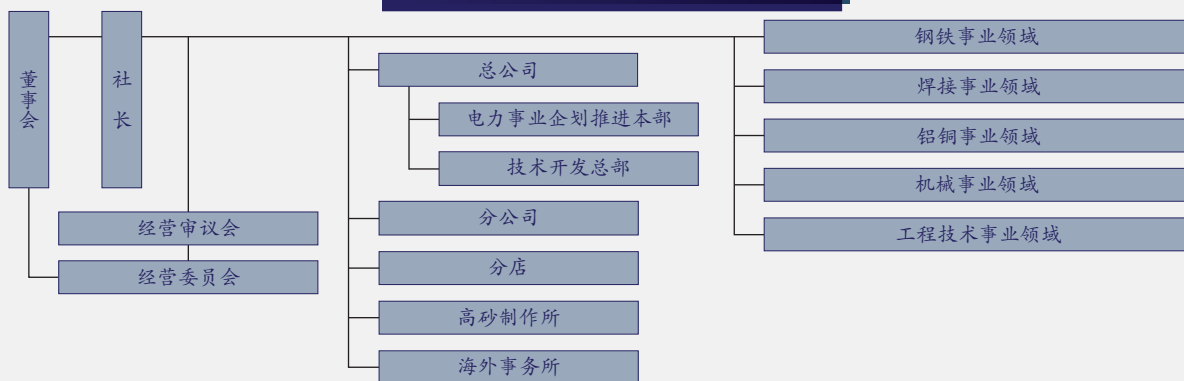 董事会
社长
经营审议会
经营委员会
总公司
电力事业企划推进本部
技术开发总部
分公司
分店
高砂制作所
海外事务所
钢铁事业领域
焊接事业领域
铝铜事业领域
机械事业领域
工程技术事业领域